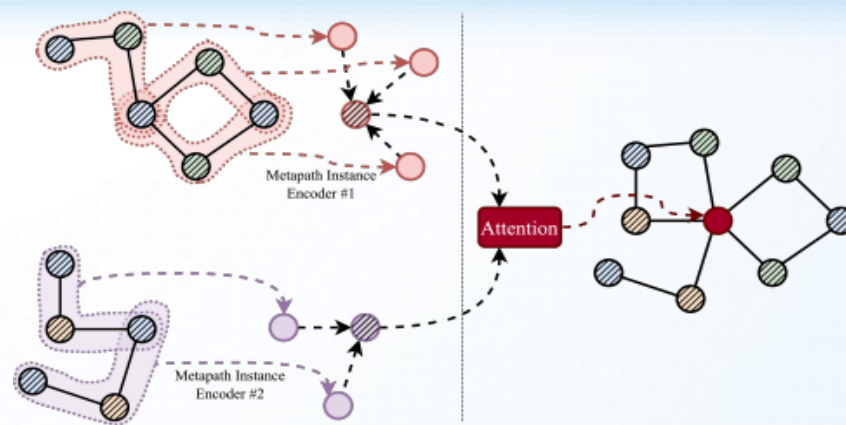 Metapath Instance
Encoder #1
Attention
Metapath Instance
Encoder #2